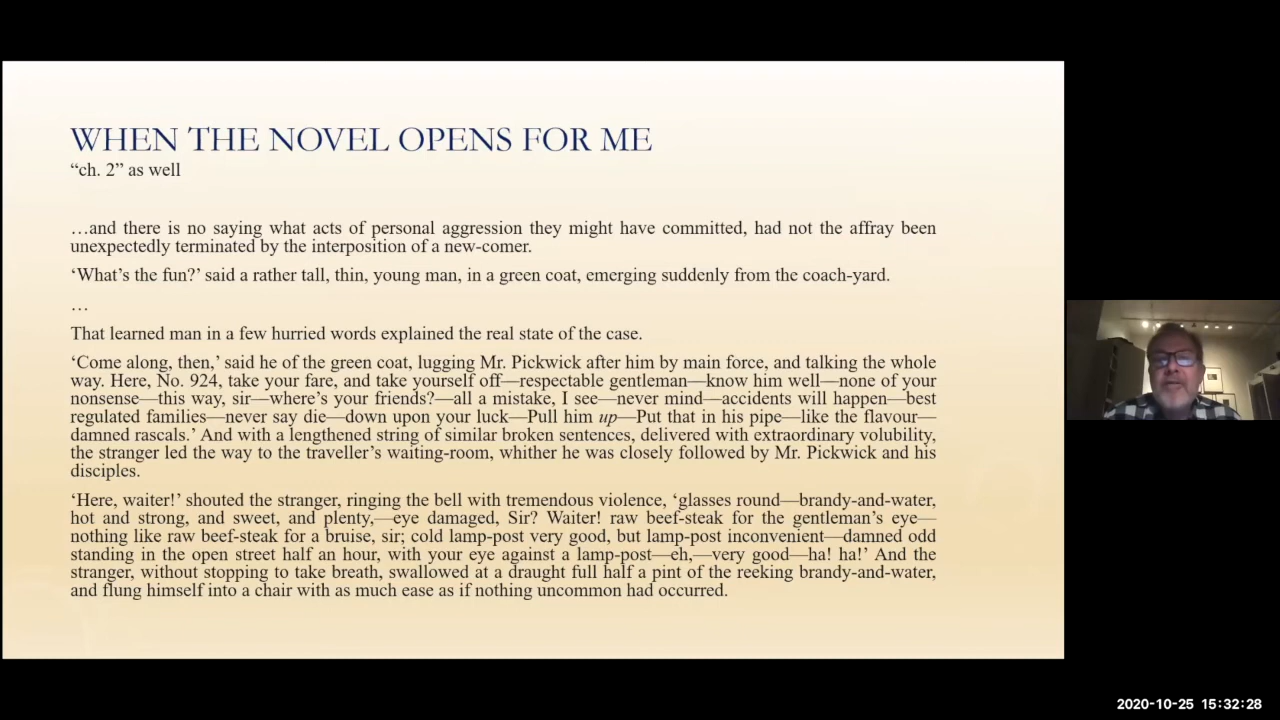 WHEN THE NOVEL OPENS FOR ME
“ch. 2” as well
…and there is no saying what acts of personal aggression they might have committed, had not the affray been
unexpectedly terminated by the interposition of a new-comer.
‘What’s the fun?’ said a rather tall, thin, young man, in a green coat, emerging suddenly from the coach-yard.
…
That learned man in a few hurried words explained the real state of the case.
‘Come along, then,’ said he of the green coat, lugging Mr. Pickwick after him by main force, and talking the whole
way. Here, No. 924, take your fare, and take yourself off—respectable gentleman—know him well—none of your
nonsense—this way, sir—where’s your friends?—all a mistake, I see—never mind—accidents will happen—best
regulated families—never say die—down upon your luck—Pull him up—Put that in his pipe—like the flavour—
damned rascals.’ And with a lengthened string of similar broken sentences, delivered with extraordinary volubility,
the stranger led the way to the traveller’s waiting-room, whither he was closely followed by Mr. Pickwick and his
disciples.
‘Here, waiter!’ shouted the stranger, ringing the bell with tremendous violence, ‘glasses round—brandy-and-water,
hot and strong, and sweet, and plenty,—eye damaged, Sir? Waiter! raw beef-steak for the gentleman’s eye—
nothing like raw beef-steak for a bruise, sir; cold lamp-post very good, but lamp-post inconvenient—damned odd
standing in the open street half an hour, with your eye against a lamp-post—eh,—very good—ha! ha!’ And the
stranger, without stopping to take breath, swallowed at a draught full half a pint of the reeking brandy-and-water,
and flung himself into a chair with as much ease as if nothing uncommon had occurred.
2020-10-25 15:32:28